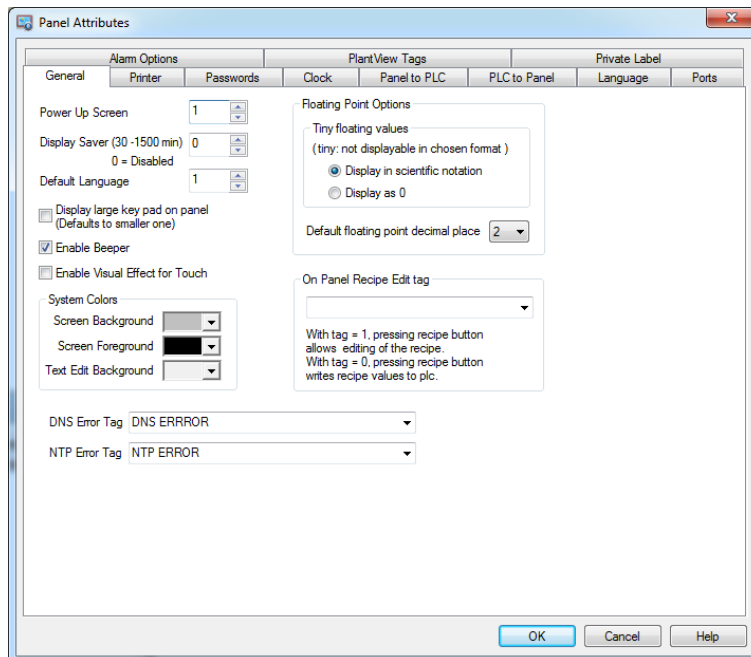 Panel Attributes
Alarm Options
PlantView Tags
Private Label
General
Printer
Passwords
Clock
Panel to PLC
PLC to Panel
Language
Ports
Power Up Screen 1
Display Saver (30 -1500 min) 0
0 = Disabled
Default Language 1
Display large key pad on panel
(Defaults to smaller one)
Enable Beeper
Enable Visual Effect for Touch
System Colors
Screen Background
Screen Foreground
Text Edit Background
Floating Point Options
Tiny floating values
( tiny: not displayable in chosen format )
Display in scientific notation
Display as 0
Default floating point decimal place 2
On Panel Recipe Edit tag
With tag = 1, pressing recipe button
allows editing of the recipe.
With tag = 0, pressing recipe button
writes recipe values to plc.
DNS Error Tag DNS ERRROR
NTP Error Tag NTP ERROR
OK
Cancel
Help